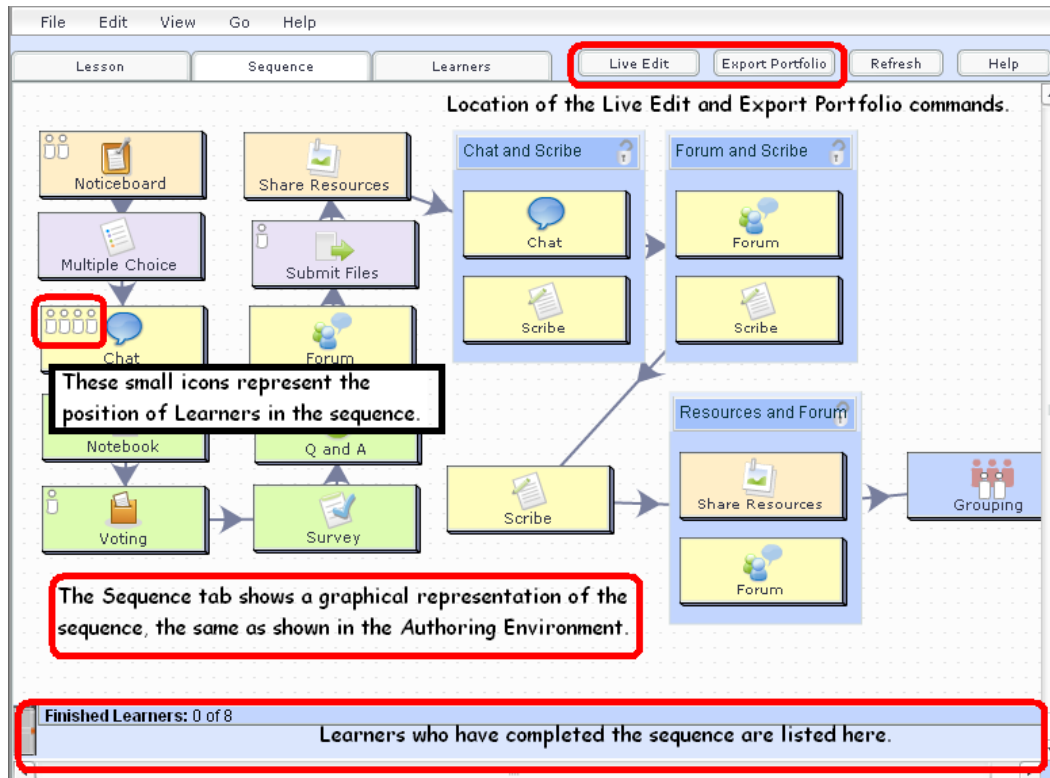 File Edit View Go Help
Lesson Sequence Learners Live Edit Export Portfolio Refresh Help
Location of the Live Edit and Export Portfolio commands.
Noticeboard
Share Resources
Chat and Scribe
Forum and Scribe
Multiple Choice
Submit Files
Chat
Forum
Chat
Forum
Scribe
Scribe
These small icons represent the
position of Learners in the sequence.
Notebook
Q and A
Resources and Forum
Voting
Survey
Scribe
Share Resources
Grouping
Forum
The Sequence tab shows a graphical representation of the
sequence, the same as shown in the Authoring Environment.
Finished Learners: 0 of 8
Learners who have completed the sequence are listed here.